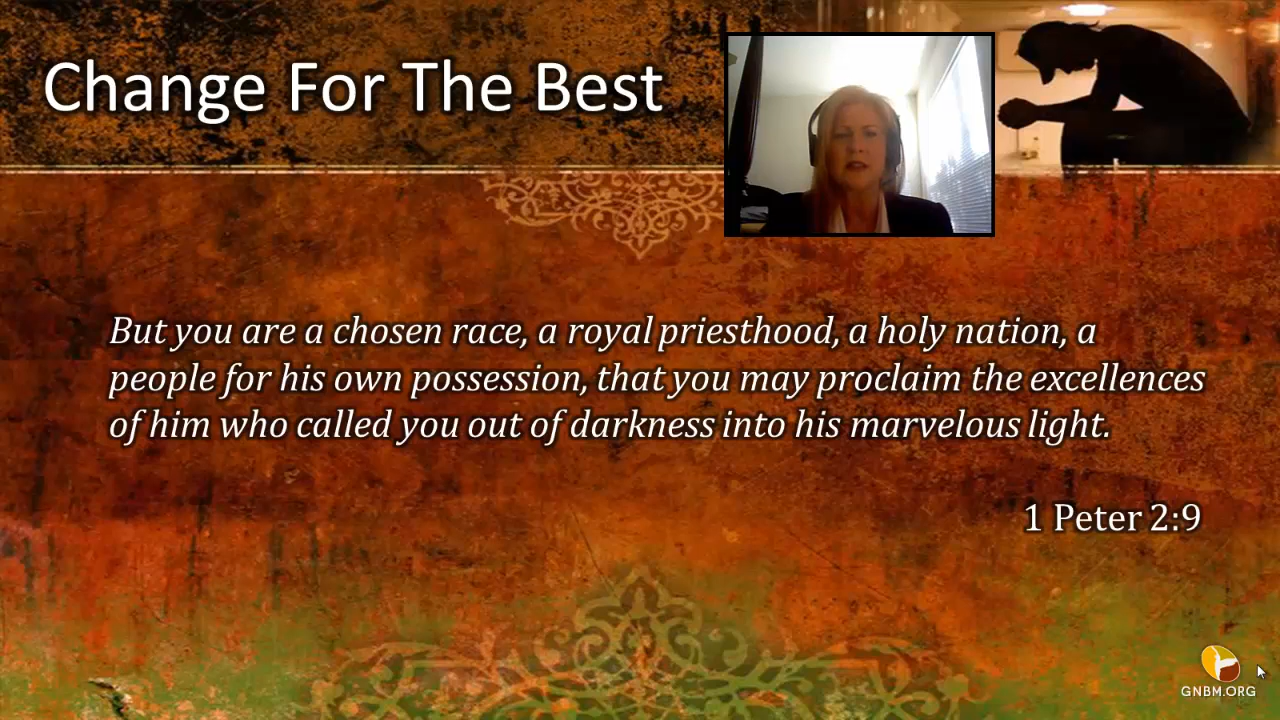 Change For The Best
But you are a chosen race, a royal priesthood, a holy nation, a
people for his own possession, that you may proclaim the excellences
of him who called you out of darkness into his marvelous light.
1 Peter 2:9
GNBM.ORG